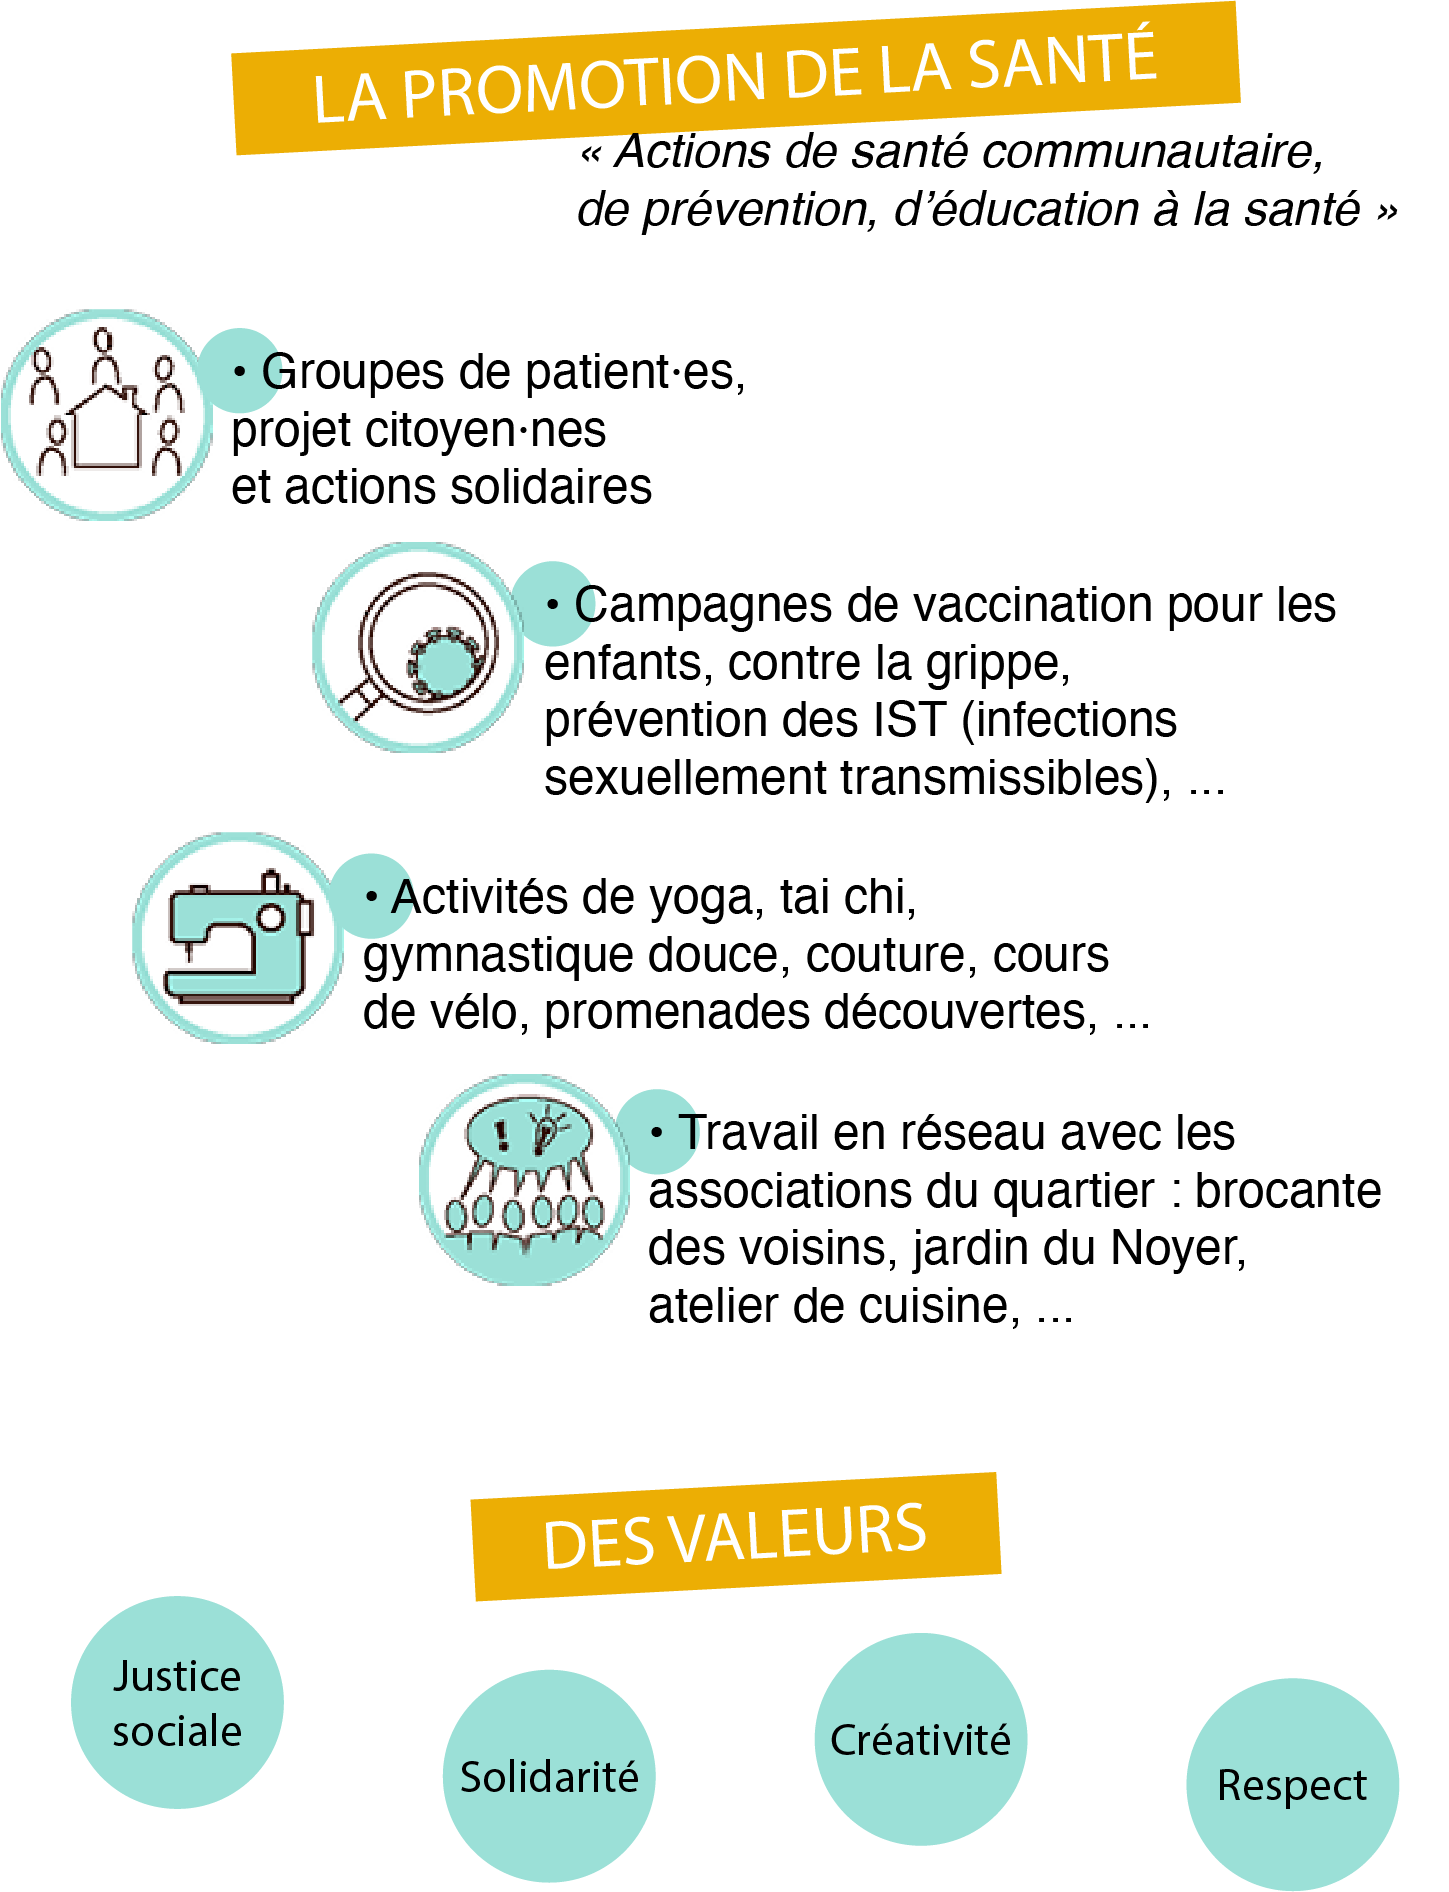 LA PROMOTION DE LA SANTÉ
« Actions de santé communautaire,
de prévention, d’éducation à la santé »
• Groupes de patient·es,
projet citoyen·nes
et actions solidaires
• Campagnes de vaccination pour les
enfants, contre la grippe,
prévention des IST (infections
sexuellement transmissibles), ...
• Activités de yoga, tai chi,
gymnastique douce, couture, cours
de vélo, promenades découvertes, ...
!
• Travail en réseau avec les
associations du quartier : brocante
des voisins, jardin du Noyer,
atelier de cuisine, ...
DES VALEURS
Justice
sociale
Solidarité
Créativité
Respect